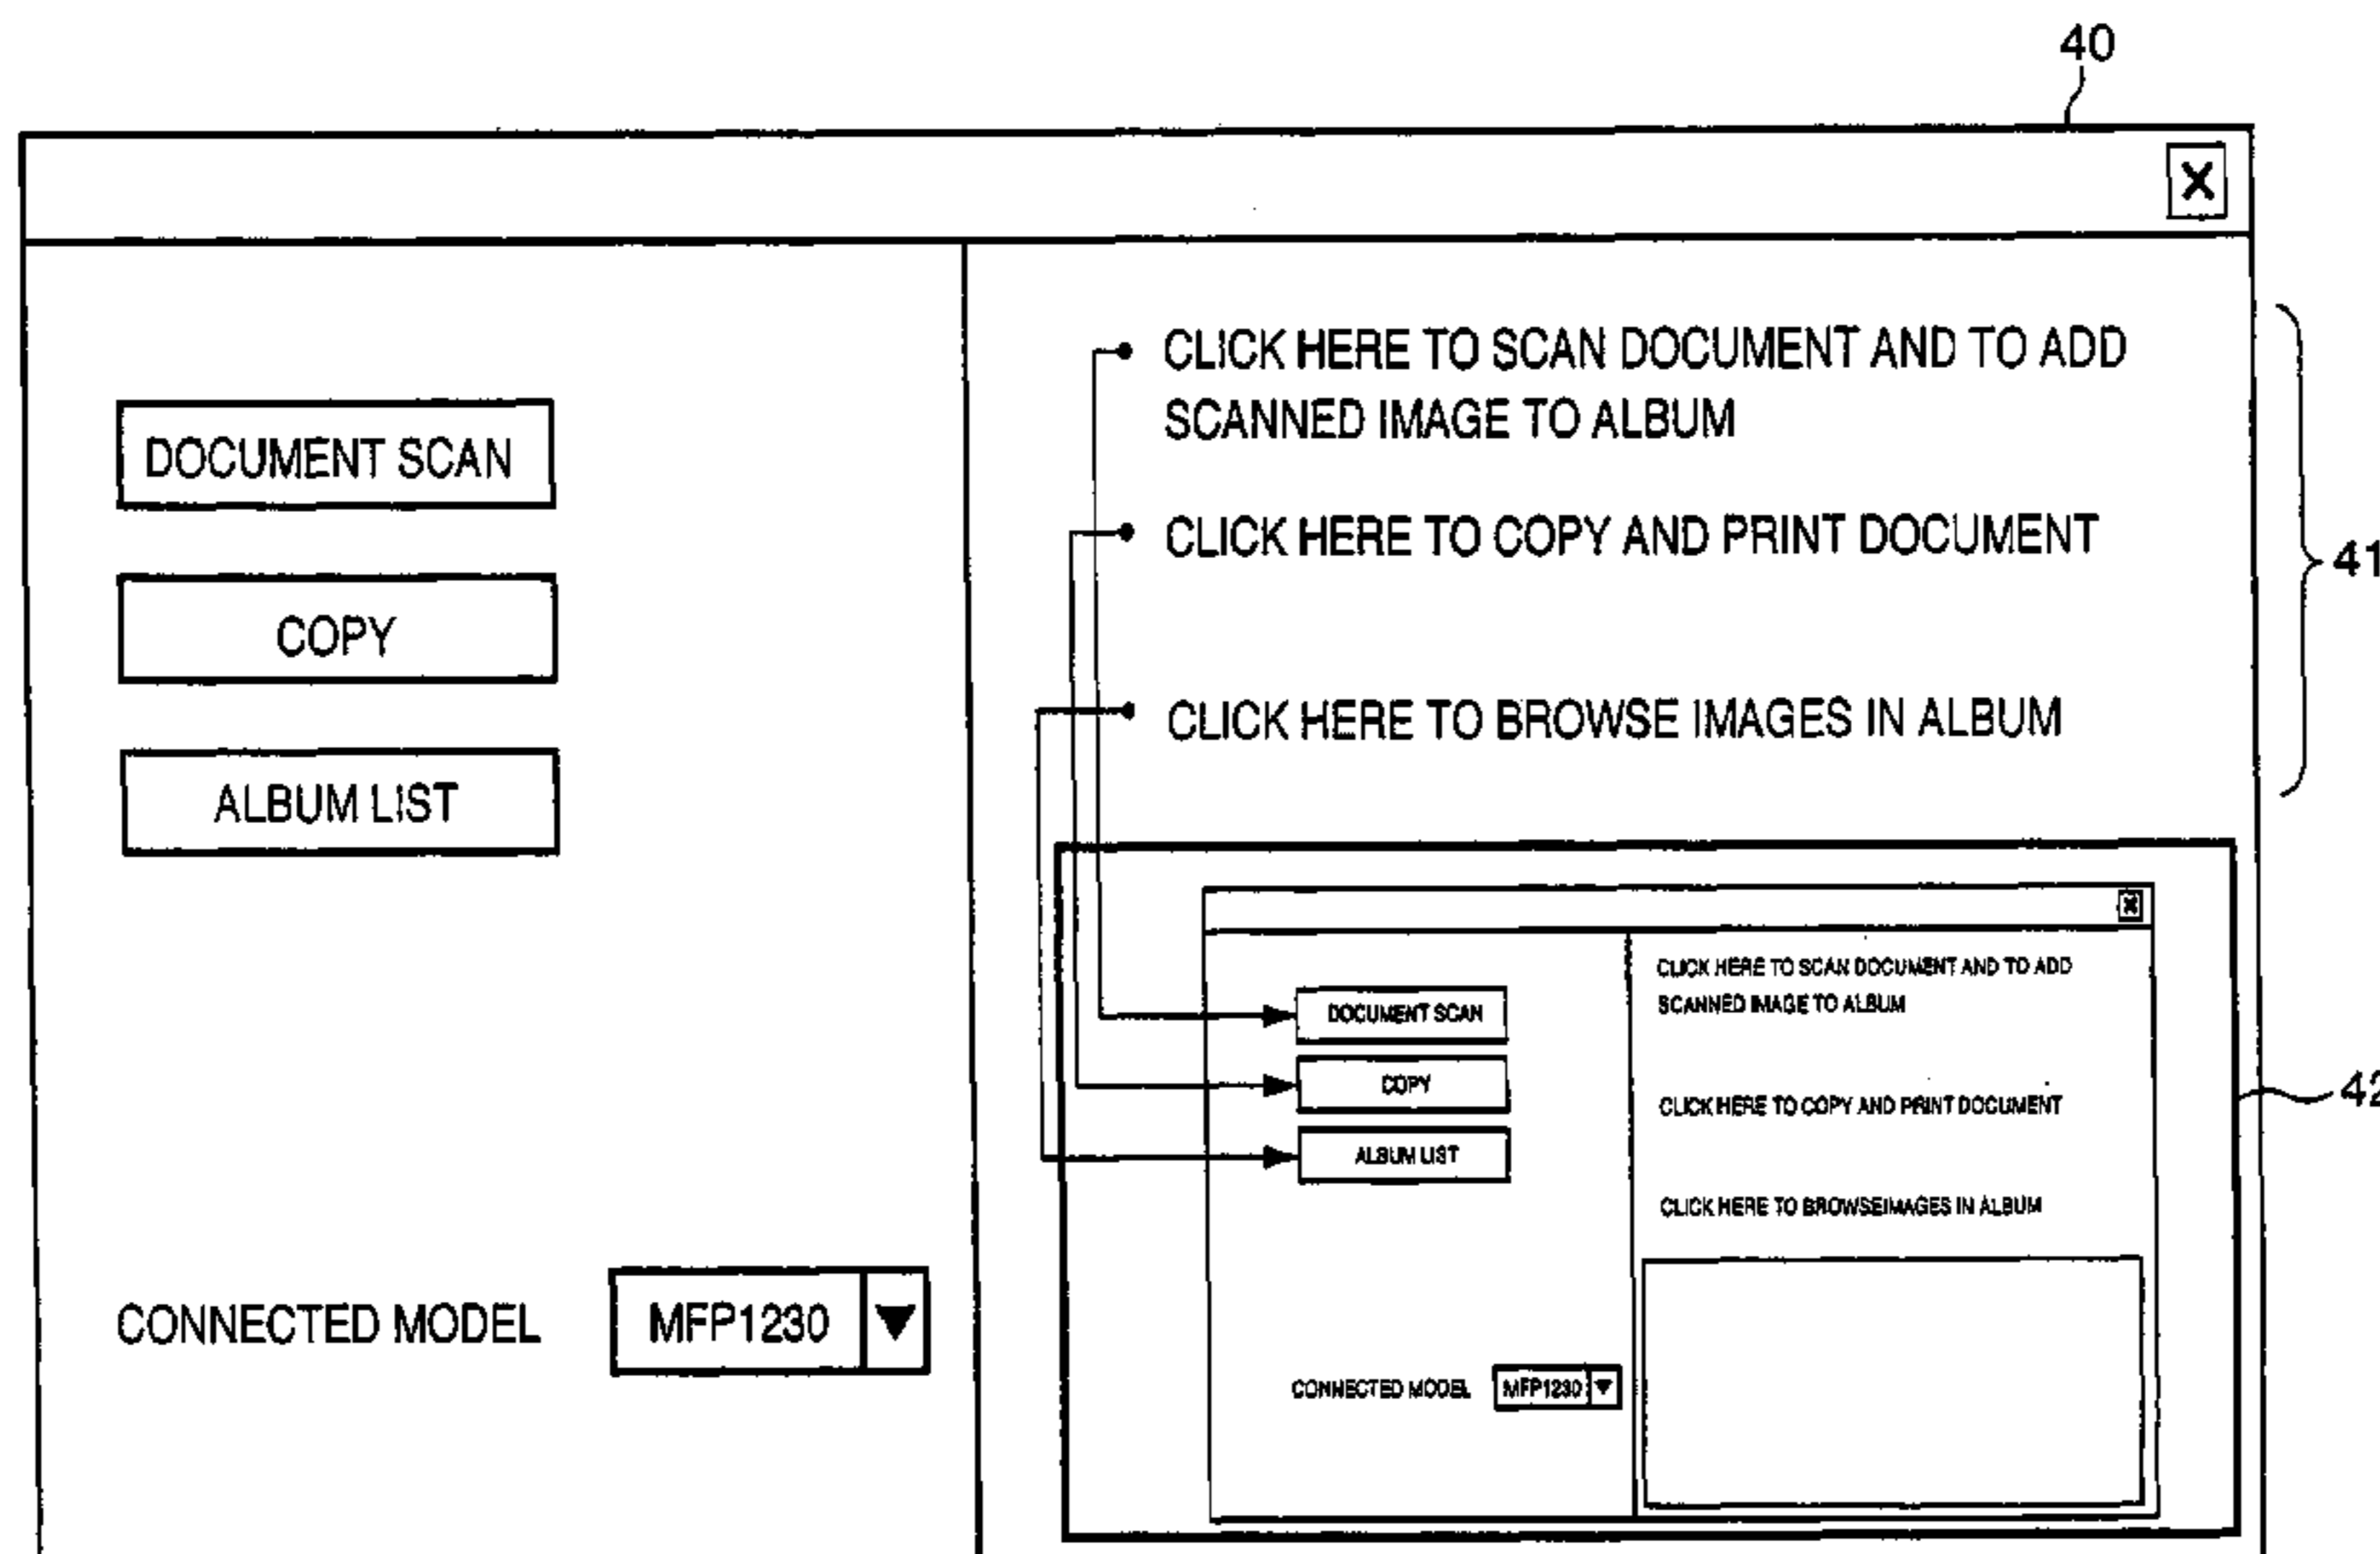 40
X
DOCUMENT SCAN
COPY
ALBUM LIST
CONNECTED MODEL
MFP1230
CLICK HERE TO SCAN DOCUMENT AND TO ADD
SCANNED IMAGE TO ALBUM
CLICK HERE TO COPY AND PRINT DOCUMENT
CLICK HERE TO BROWSE IMAGES IN ALBUM
41
X
DOCUMENT SCAN
COPY
ALBUM LIST
CONNECTED MODEL
MFP1230
CLICK HERE TO SCAN DOCUMENT AND TO ADD
SCANNED IMAGE TO ALBUM
CLICK HERE TO COPY AND PRINT DOCUMENT
CLICK HERE TO BROWSEIMAGES IN ALBUM
42